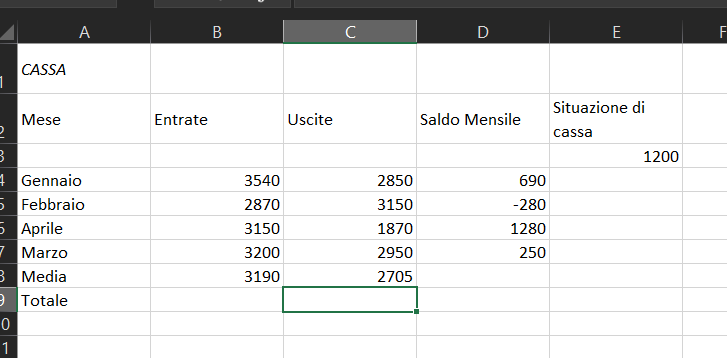 A B C D E F
1 CASSA
2 Mese Entrate Uscite Saldo Mensile Situazione di cassa
3 1200
4 Gennaio 3540 2850 690
5 Febbraio 2870 3150 -280
6 Aprile 3150 1870 1280
7 Marzo 3200 2950 250
8 Media 3190 2705
9 Totale
0
1